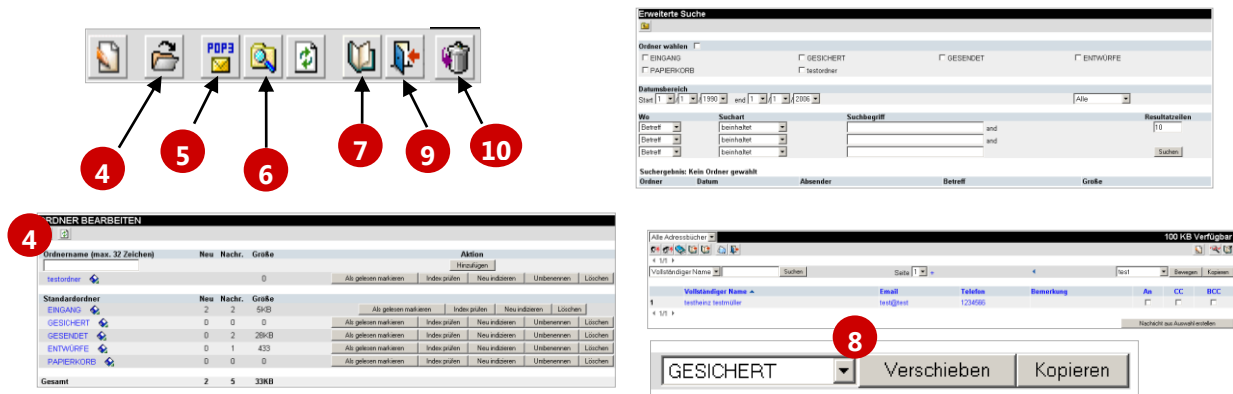 POP3
4
5
6
7
9
10
Erweiterte Suche
Ordner wählen
EINGANG GESICHERT GESENDET ENTWÜRFE
PAPIERKORB testordner
Datumsbereich
Start 1 / 1 / 1990 end 1 / 1 / 2006 Alle
Wo Suchart Suchbegriff Resultatzeilen
Betreff beinhaltet and 10
Betreff beinhaltet and
Betreff beinhaltet Suchen
Suchergebnis: Kein Ordner gewählt
Ordner Datum Absender Betreff Größe
ORDNER BEARBEITEN
4
Ordnername (max. 32 Zeichen) Neu Nachr. Größe Aktion
Hinzufügen
testordner 0 Als gelesen markieren Index prüfen Neu indizieren Umbenennen Löschen
Standardordner Neu Nachr. Größe
EINGANG 2 2 5KB Als gelesen markieren Index prüfen Neu indizieren Löschen
GESICHERT 0 0 0 Als gelesen markieren Index prüfen Neu indizieren Umbenennen Löschen
GESENDET 0 2 28KB Als gelesen markieren Index prüfen Neu indizieren Umbenennen Löschen
ENTWÜRFE 0 1 433 Als gelesen markieren Index prüfen Neu indizieren Umbenennen Löschen
PAPIERKORB 0 0 0 Als gelesen markieren Index prüfen Neu indizieren Umbenennen Löschen
Gesamt 2 5 33KB
Alle Adressbücher 100 KB Verfügbar
1/1
Vollständiger Name Suchen Seite 1 test Bewegen Kopieren
Vollständiger Name Email Telefon Bemerkung An CC BCC
1 testheinz testmüller test@test 1234566
1/1
Nachricht aus Auswahl erstellen
8
GESICHERT Verschieben Kopieren